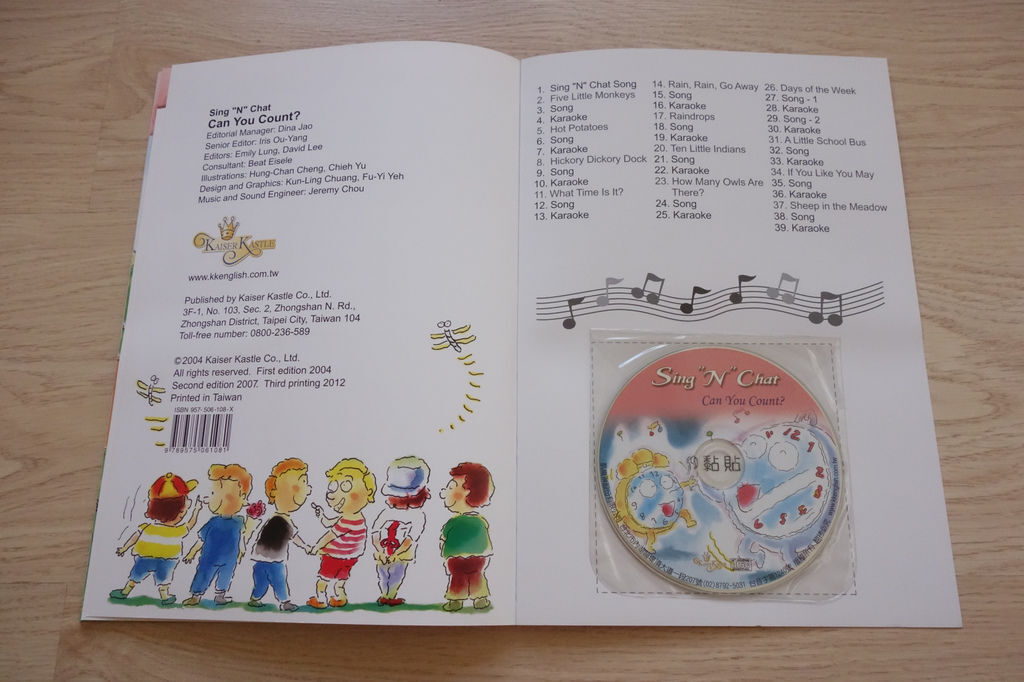 Sing "N" Chat
Can You Count?
Editorial Manager: Dina Jao
Senior Editor: Iris Ou-Yang
Editors: Emily Lung, David Lee
Consultant: Beat Eisele
Illustrations: Hung-Chan Cheng, Chieh Yu
Design and Graphics: Kun-Ling Chuang, Fu-Yi Yeh
Music and Sound Engineer: Jeremy Chou
KAISER KASTLE
www.kkenglish.com.tw
Published by Kaiser Kastle Co., Ltd.
3F-1, No. 103, Sec. 2, Zhongshan N. Rd.,
Zhongshan District, Taipei City, Taiwan 104
Toll-free number: 0800-236-589
©2004 Kaiser Kastle Co., Ltd.
All rights reserved. First edition 2004
Second edition 2007. Third printing 2012
Printed in Taiwan
ISBN 957-506-108-X
9 789575 061081
1. Sing "N" Chat Song
2. Five Little Monkeys
3. Song
4. Karaoke
5. Hot Potatoes
6. Song
7. Karaoke
8. Hickory Dickory Dock
9. Song
10. Karaoke
11. What Time Is It?
12. Song
13. Karaoke
14. Rain, Rain, Go Away
15. Song
16. Karaoke
17. Raindrops
18. Song
19. Karaoke
20. Ten Little Indians
21. Song
22. Karaoke
23. How Many Owls Are
There?
24. Song
25. Karaoke
26. Days of the Week
27. Song - 1
28. Karaoke
29. Song - 2
30. Karaoke
31. A Little School Bus
32. Song
33. Karaoke
34. If You Like You May
35. Song
36. Karaoke
37. Sheep in the Meadow
38. Song
39. Karaoke
Sing "N" Chat
Can You Count?
黏貼
www.kkenglish.com.tw
(02)8792-5031